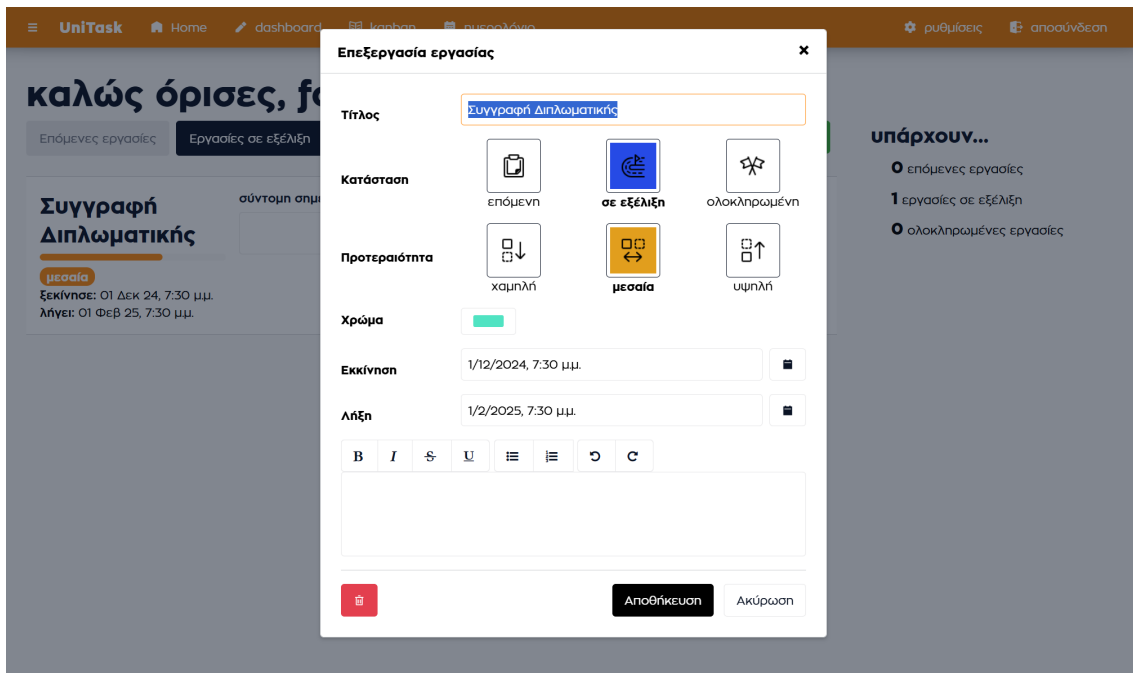 UniTask Home dashboard kanban ημερολόγιο ρυθμίσεις αποσύνδεση
καλώς όρισες,
Επόμενες εργασίες Εργασίες σε εξέλιξη
Συγγραφή
Διπλωματικής
μεσαία
ξεκίνησε: 01 Δεκ 24, 7:30 μ.μ.
λήγει: 01 Φεβ 25, 7:30 μ.μ.
σύντομη
Επεξεργασία εργασίας
Τίτλος Συγγραφή Διπλωματικής
Κατάσταση
επόμενη σε εξέλιξη ολοκληρωμένη
Προτεραιότητα
χαμηλή μεσαία υψηλή
Χρώμα
Εκκίνηση 1/12/2024, 7:30 μ.μ.
Λήξη 1/2/2025, 7:30 μ.μ.
B I S U
Αποθήκευση Ακύρωση
υπάρχουν...
0 επόμενες εργασίες
1 εργασίες σε εξέλιξη
0 ολοκληρωμένες εργασίες